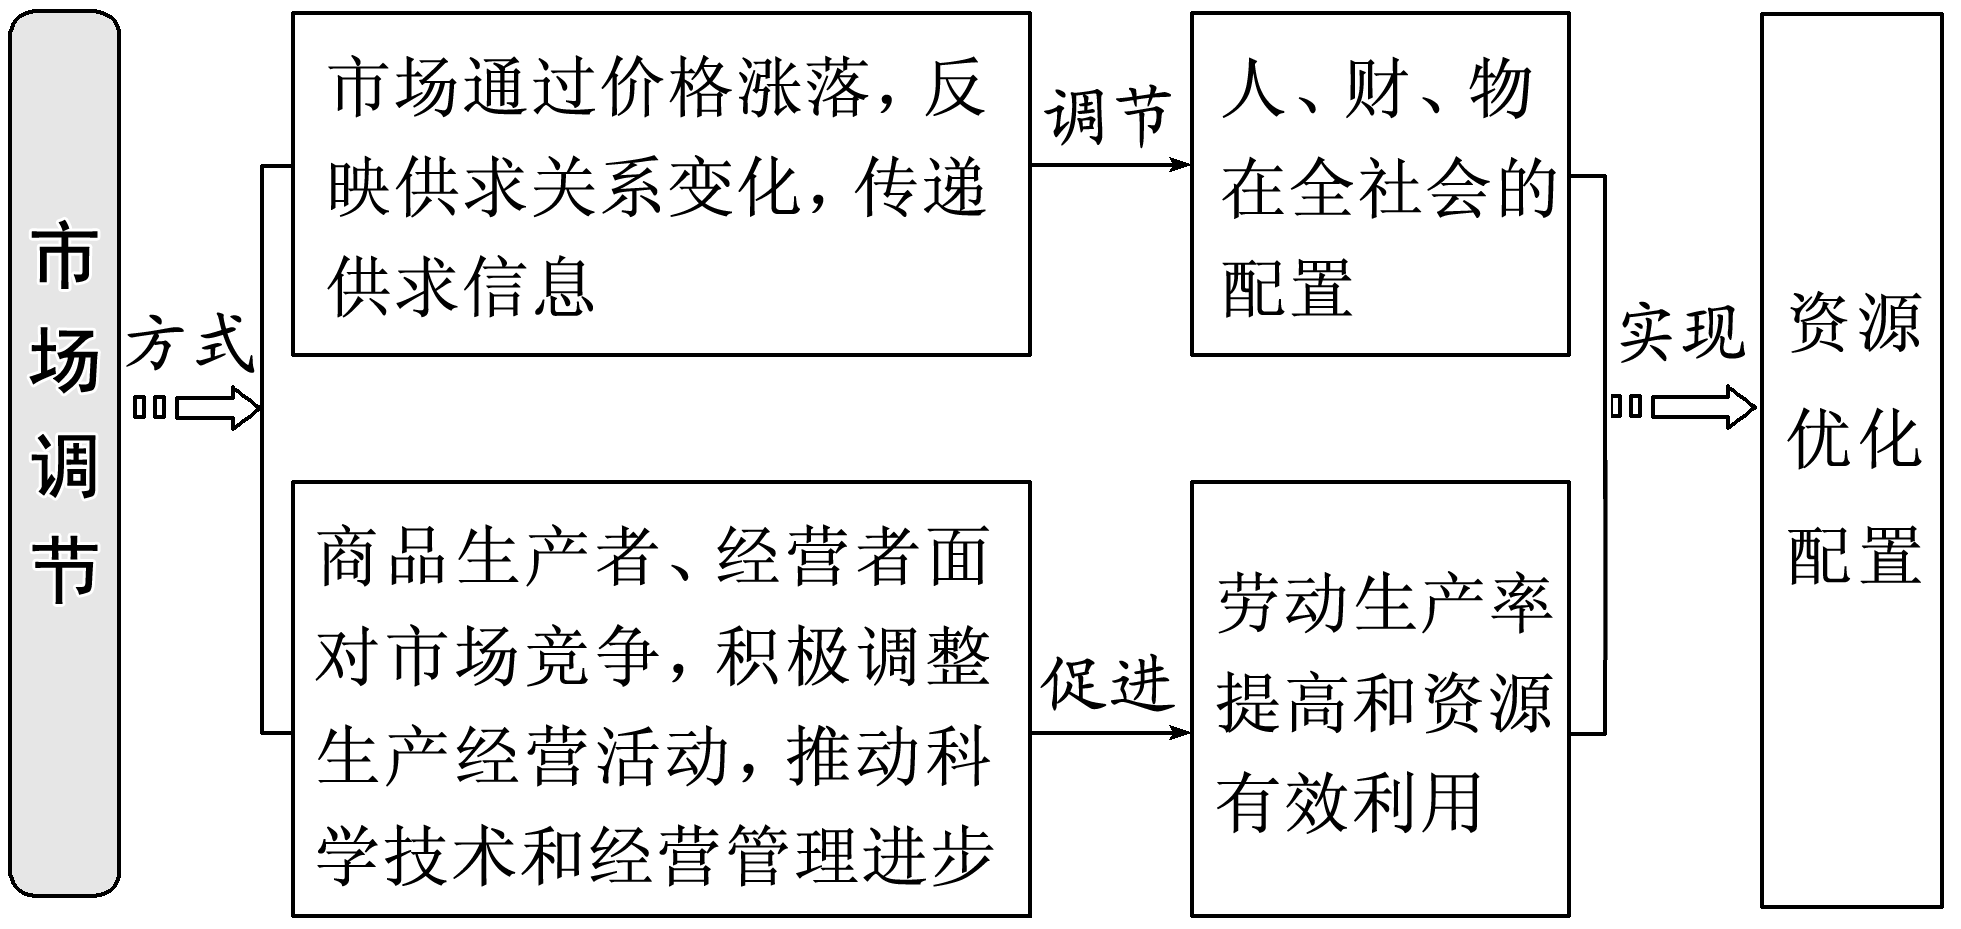 市场调节
方式
市场通过价格涨落，反
映供求关系变化，传递
供求信息
调节
人、财、物
在全社会的
配置
商品生产者、经营者面
对市场竞争，积极调整
生产经营活动，推动科
学技术和经营管理进步
促进
劳动生产率
提高和资源
有效利用
实现
资源
优化
配置